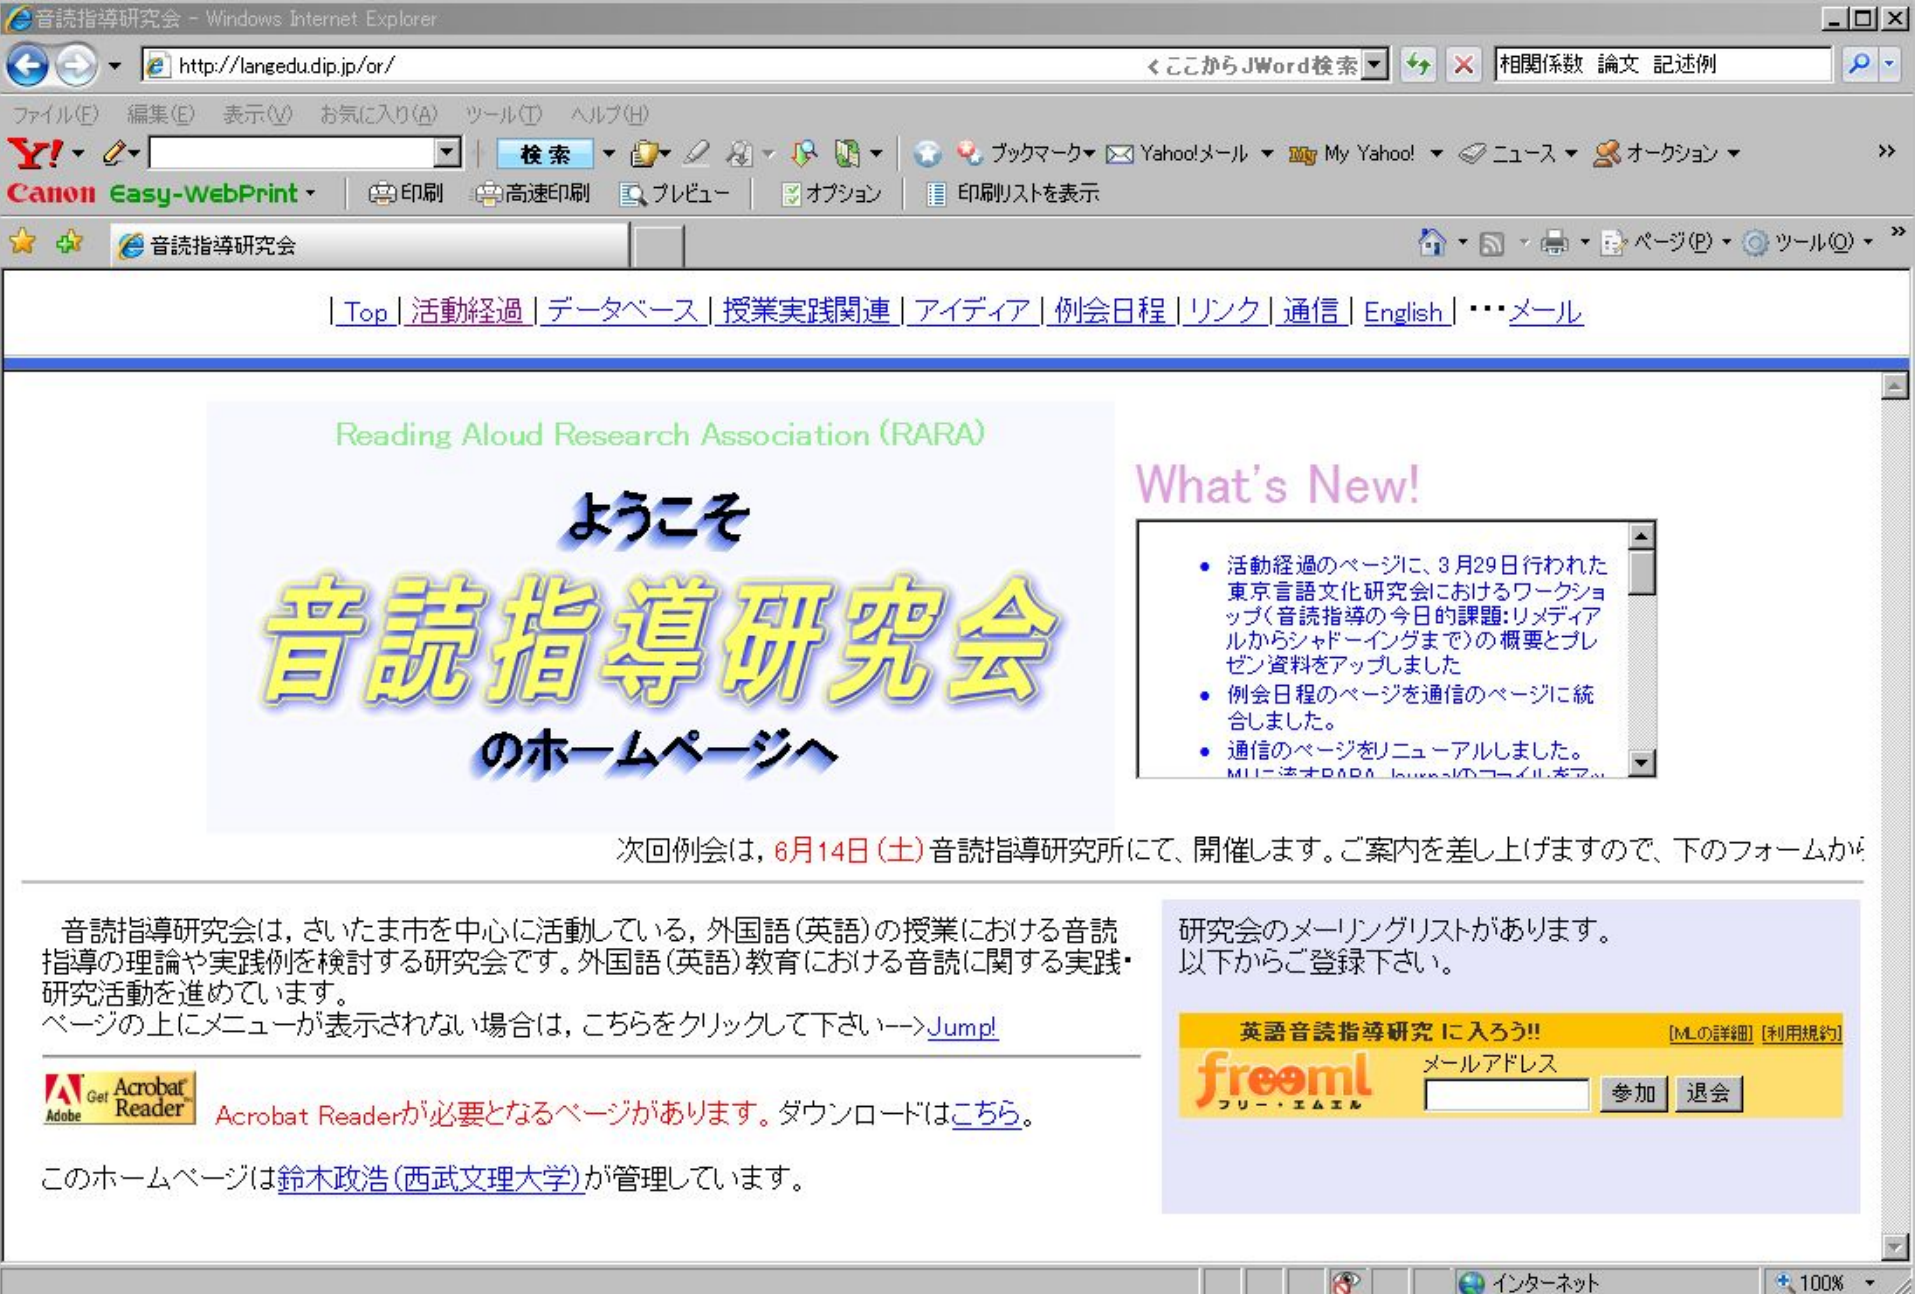 音読指導研究会 - Windows Internet Explorer
http://langedu.dip.jp/or/
くここからJWord検索
相関係数 論文 記述例
ファイル(F) 編集(E) 表示(V) お気に入り(A) ツール(T) ヘルプ(H)
Y! 検索 ブックマーク Yahoo!メール My Yahoo! ニュース オークション >>
Canon Easy-WebPrint 印刷 高速印刷 プレビュー オプション 印刷リストを表示
音読指導研究会
ページ(P) ツール(O) >>
| Top | 活動経過 | データベース | 授業実践関連 | アイディア | 例会日程 | リンク | 通信 | English | ・・・メール
Reading Aloud Research Association (RARA)
ようこそ
音読指導研究会
のホームページへ
What's New!
活動経過のページに、3月29日行われた
東京言語文化研究会におけるワークショ
ップ(音読指導の今日的課題:リメディア
ルからシャドーイングまで)の概要とプレ
ゼン資料をアップしました
例会日程のページを通信のページに統
合しました。
通信のページをリニューアルしました。
MLに流すRARA Journalのファイルをアッ
次回例会は,6月14日(土)音読指導研究所にて、開催します。ご案内を差し上げますので、下のフォームから
音読指導研究会は,さいたま市を中心に活動している,外国語(英語)の授業における音読
指導の理論や実践例を検討する研究会です。外国語(英語)教育における音読に関する実践・
研究活動を進めています。
ページの上にメニューが表示されない場合は,こちらをクリックして下さい-->Jump!
Adobe Get Acrobat Reader
Acrobat Readerが必要となるページがあります。ダウンロードはこちら。
このホームページは鈴木政浩(西武文理大学)が管理しています。
研究会のメーリングリストがあります。
以下からご登録下さい。
英語音読指導研究 に入ろう!! [MLの詳細] [利用規約]
freeml
フリー・エムエル
メールアドレス
参加 退会
インターネット
100%